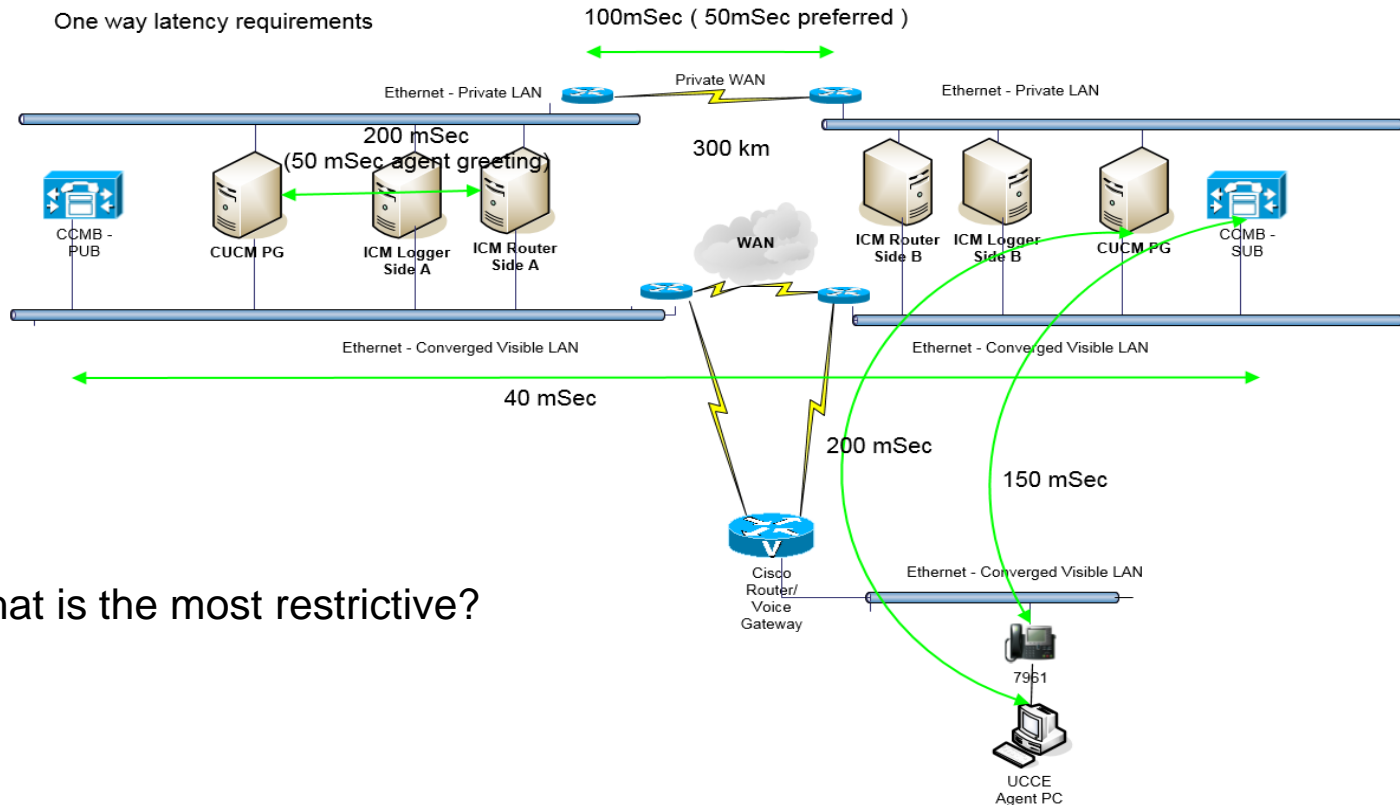 One way latency requirements
100mSec ( 50mSec preferred )
Private WAN
Ethernet - Private LAN
Ethernet - Private LAN
200 mSec
(50 mSec agent greeting)
300 km
CCMB -
PUB
CUCM PG
ICM Logger
Side A
ICM Router
Side A
WAN
ICM Router
Side B
ICM Logger
Side B
CUCM PG
CCMB -
SUB
Ethernet - Converged Visible LAN
Ethernet - Converged Visible LAN
40 mSec
200 mSec
150 mSec
V
Cisco
Router/
Voice
Gateway
Ethernet - Converged Visible LAN
hat is the most restrictive?
7961
UCCE
Agent PC